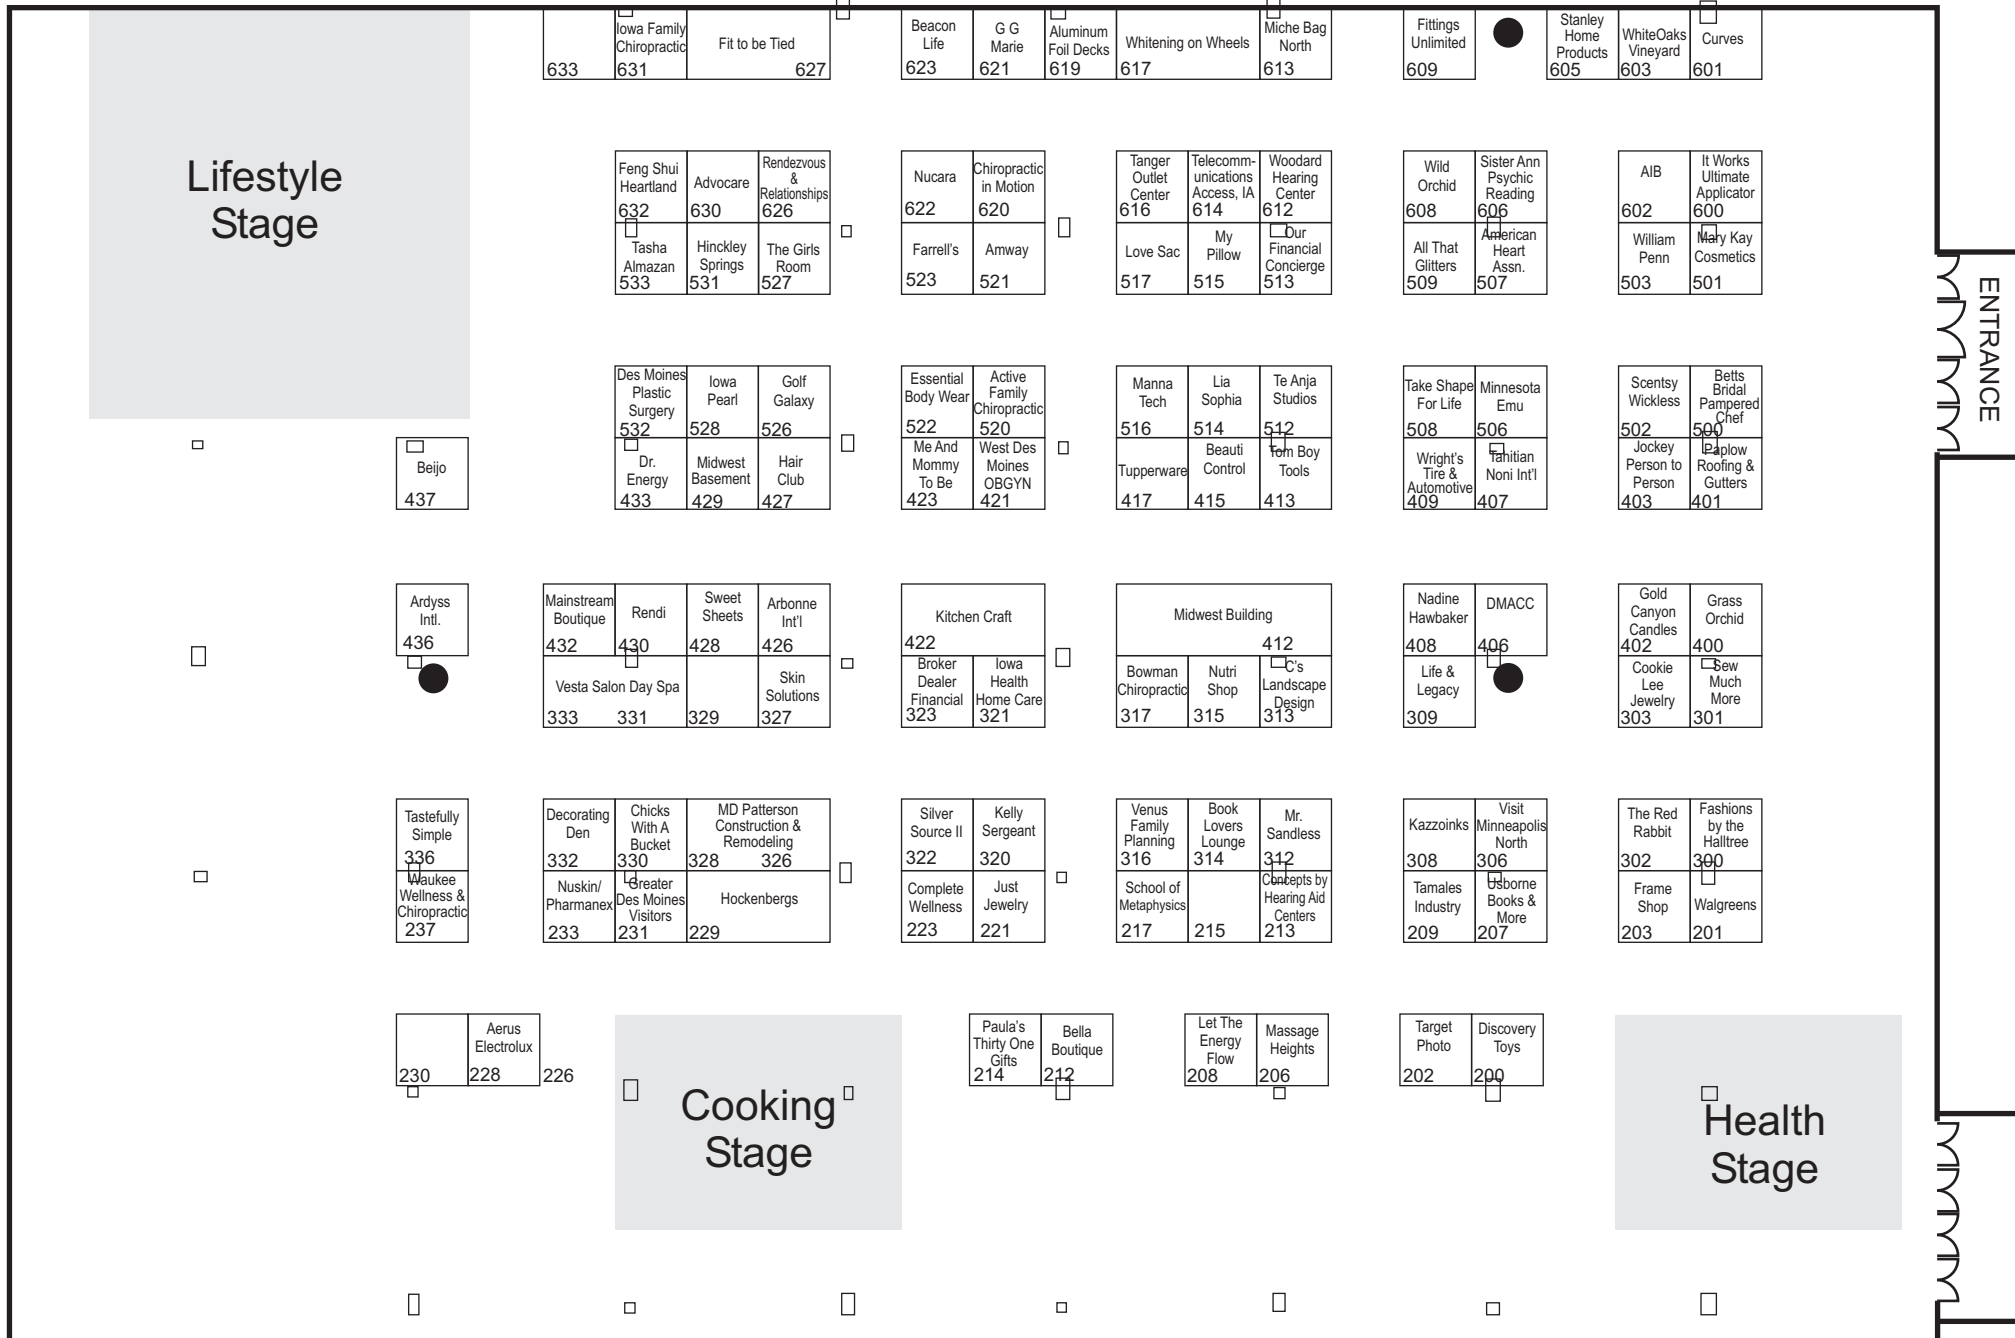 Iowa Family
Chiropractic
Fit to be Tied
633
631
627
Beacon
Life
623
G G
Marie
621
Aluminum
Foil Decks
619
Whitening on Wheels
617
Miche Bag
North
613
Fittings
Unlimited
609
Stanley
Home
Products
605
WhiteOaks
Vineyard
603
Curves
601
Lifestyle
Stage
Feng Shui
Heartland
632
Advocare
630
Rendezvous
&
Relationships
626
Nucara
622
Chiropractic
in Motion
620
Tanger
Outlet
Center
616
Telecomm-
unications
Access, IA
614
Woodard
Hearing
Center
612
Wild
Orchid
608
Sister Ann
Psychic
Reading
606
AIB
602
It Works
Ultimate
Applicator
600
Tasha
Almazan
533
Hinckley
Springs
531
The Girls
Room
527
Farrell's
523
Amway
521
Love Sac
517
My
Pillow
515
Our
Financial
Concierge
513
All That
Glitters
509
American
Heart
Assn.
507
William
Penn
503
Mary Kay
Cosmetics
501
ENTRANCE
Des Moines
Plastic
Surgery
532
Iowa
Pearl
528
Golf
Galaxy
526
Essential
Body Wear
522
Active
Family
Chiropractic
520
Manna
Tech
516
Lia
Sophia
514
Te Anja
Studios
512
Take Shape
For Life
508
Minnesota
Emu
506
Scentsy
Wickless
502
Betts
Bridal
Pampered
Chef
500
Beijo
437
Dr.
Energy
433
Midwest
Basement
429
Hair
Club
427
Me And
Mommy
To Be
423
West Des
Moines
OBGYN
421
Tupperware
417
Beauti
Control
415
Tom Boy
Tools
413
Wright's
Tire &
Automotive
409
Tahitian
Noni Int'l
407
Jockey
Person to
Person
403
Paplow
Roofing &
Gutters
401
Ardyss
Intl.
436
Mainstream
Boutique
432
Rendi
430
Sweet
Sheets
428
Arbonne
Int'l
426
Kitchen Craft
422
Midwest Building
412
Nadine
Hawbaker
408
DMACC
406
Gold
Canyon
Candles
402
Grass
Orchid
400
Vesta Salon Day Spa
333
331
329
Skin
Solutions
327
Broker
Dealer
Financial
323
Iowa
Health
Home Care
321
Bowman
Chiropractic
317
Nutri
Shop
315
C's
Landscape
Design
313
Life &
Legacy
309
Cookie
Lee
Jewelry
303
Sew
Much
More
301
Tastefully
Simple
336
Decorating
Den
332
Chicks
With A
Bucket
330
MD Patterson
Construction &
Remodeling
328
326
Silver
Source II
322
Kelly
Sergeant
320
Venus
Family
Planning
316
Book
Lovers
Lounge
314
Mr.
Sandless
312
Kazzoinks
308
Visit
Minneapolis
North
306
The Red
Rabbit
302
Fashions
by the
Halltree
300
Waukee
Wellness &
Chiropractic
237
Nuskin/
Pharmanex
233
Greater
Des Moines
Visitors
231
Hockenbergs
229
Complete
Wellness
223
Just
Jewelry
221
School of
Metaphysics
217
215
Concepts by
Hearing Aid
Centers
213
Tamales
Industry
209
Usborne
Books &
More
207
Frame
Shop
203
Walgreens
201
230
Aerus
Electrolux
228
226
Cooking
Stage
Paula's
Thirty One
Gifts
214
Bella
Boutique
212
Let The
Energy
Flow
208
Massage
Heights
206
Target
Photo
202
Discovery
Toys
200
Health
Stage